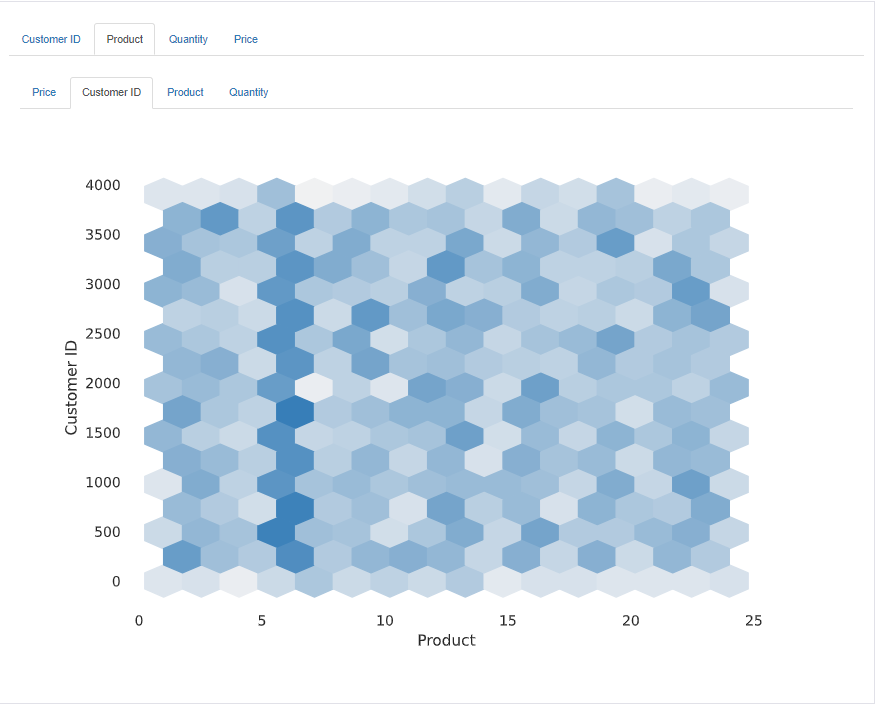 Customer ID Product Quantity Price
Price Customer ID Product Quantity
4000
3500
3000
2500
2000
1500
1000
500
0
Customer ID
0 5 10 15 20 25
Product